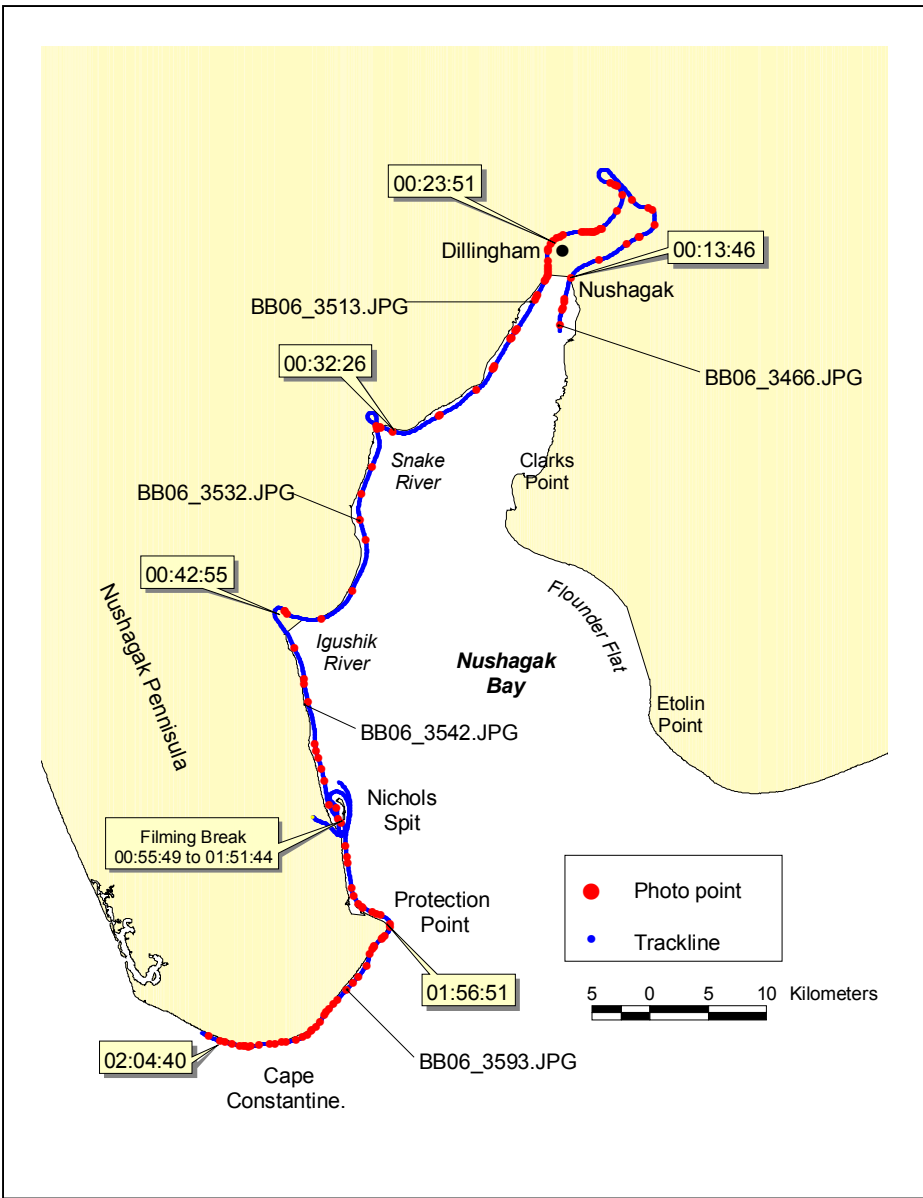 00:23:51
Dillingham
00:13:46
Nushagak
BB06_3513.JPG
00:32:26
BB06_3466.JPG
Snake
River
Clarks
Point
BB06_3532.JPG
00:42:55
Nushagak Pennisula
Igushik
River
Flounder Flat
Nushagak
Bay
Etolin
Point
BB06_3542.JPG
Nichols
Spit
Filming Break
00:55:49 to 01:51:44
Protection
Point
Photo point
Trackline
01:56:51
5 0 5 10 Kilometers
02:04:40
BB06_3593.JPG
Cape
Constantine.